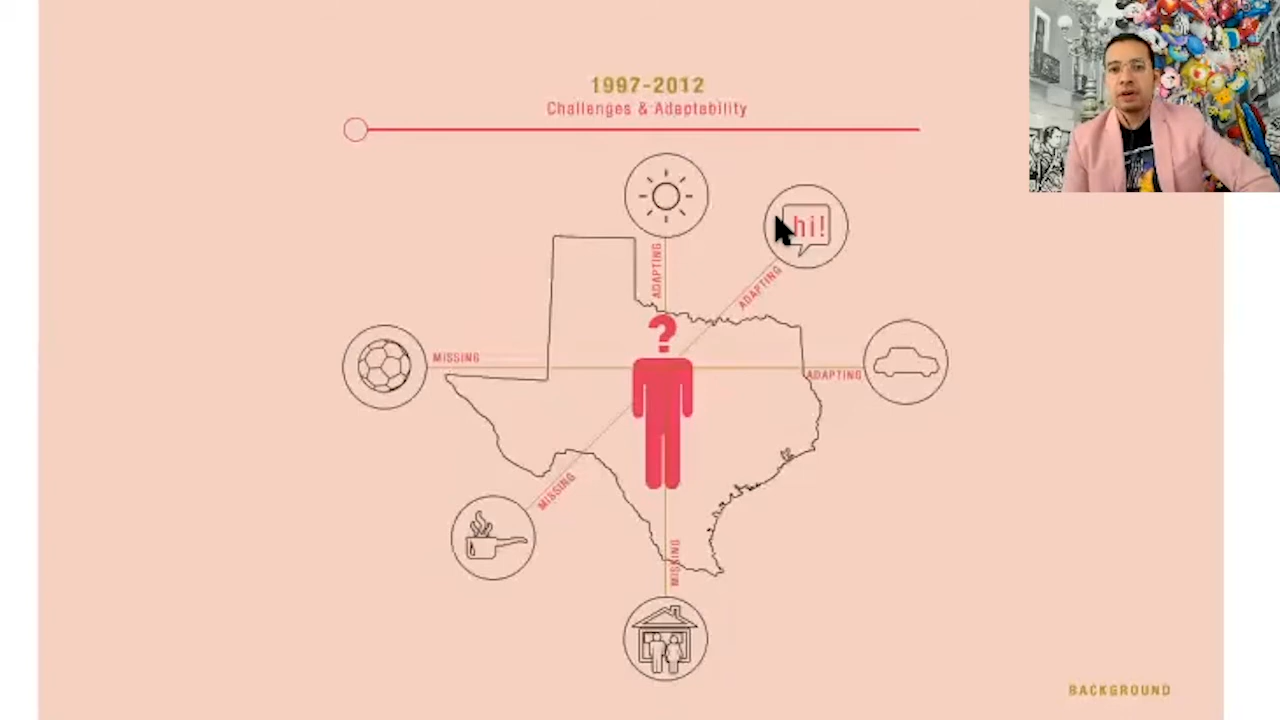 1997-2012
Challenges & Adaptability
hi!
ADAPTING
ADAPTING
?
MISSING
ADAPTING
MISSING
MISSING
BACKGROUND